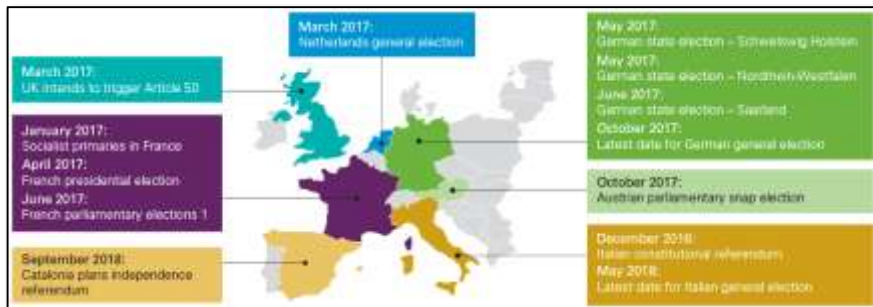 March 2017:
Netherlands general election
March 2017:
UK intends to trigger Article 50
January 2017:
Socialist primaries in France
April 2017:
French presidential election
June 2017:
French parliamentary elections 1
September 2018:
Catalonia plans independence
referendum
May 2017:
German state election – Schweiswig Holstein
May 2017:
German state election – Nordrhein-Westfalen
June 2017:
German state election – Saarland
October 2017:
Latest date for German general election
October 2017:
Austrian parliamentary snap election
December 2016:
Italian constitutional referendum
May 2018:
Latest date for Italian general election